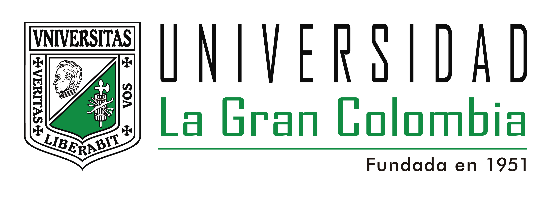 VNIVERSITAS
VERITAS
VOS
LIBERABIT
UNIVERSIDAD
La Gran Colombia
Fundada en 1951